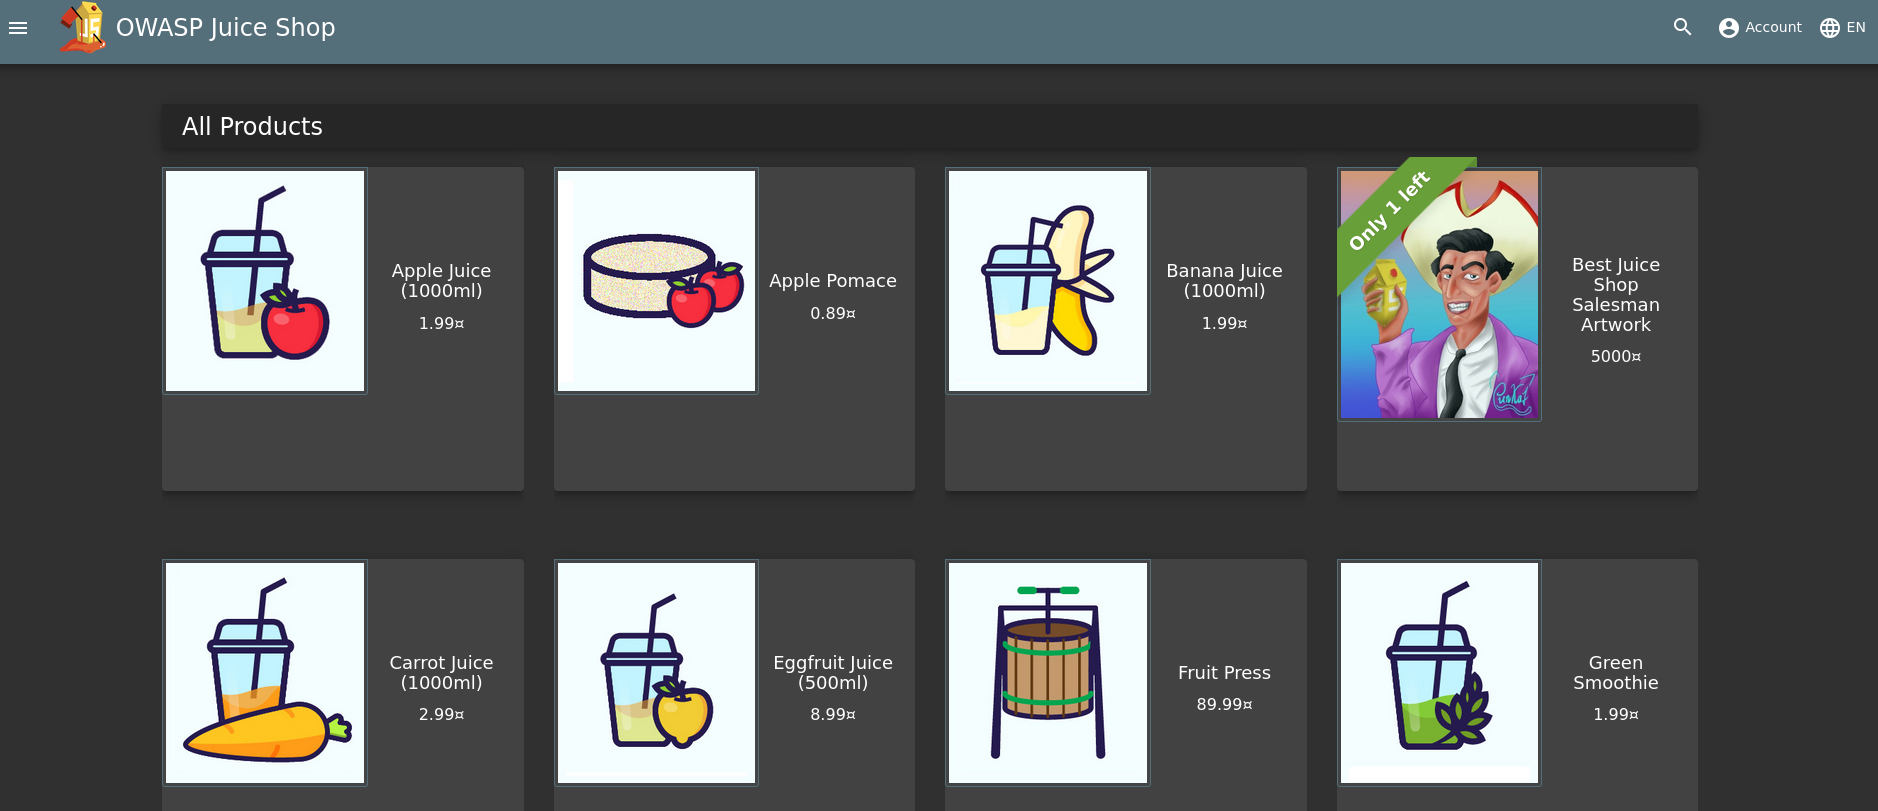 OWASP Juice Shop
Account
EN
All Products
Only 1 left
Apple Juice
(1000ml)
1.99¤
Apple Pomace
0.89¤
Banana Juice
(1000ml)
1.99¤
Best Juice
Shop
Salesman
Artwork
5000¤
Carrot Juice
(1000ml)
2.99¤
Eggfruit Juice
(500ml)
8.99¤
Fruit Press
89.99¤
Green
Smoothie
1.99¤